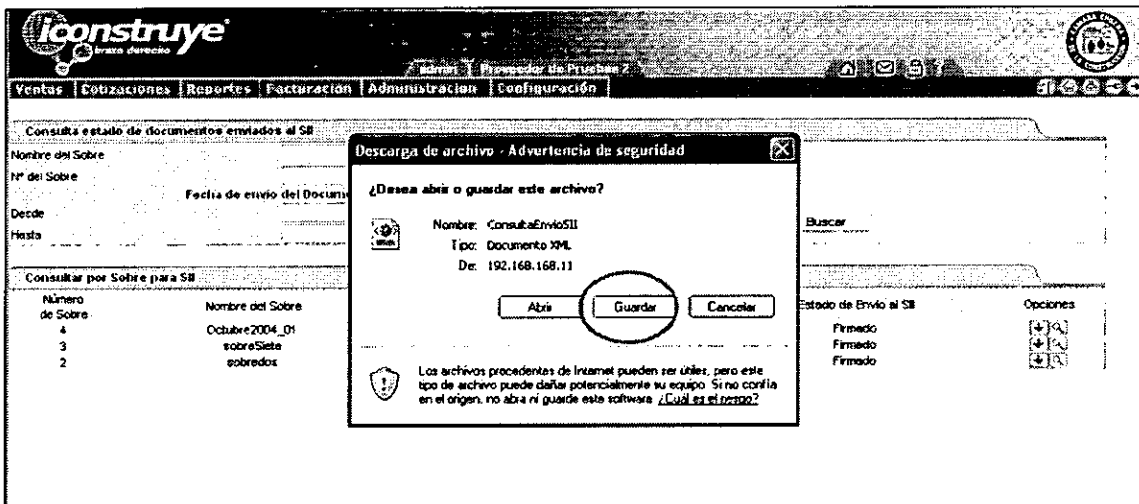 iconstruye
brazo derecho
Admin | Proveedor de Pruebas 2
Ventas | Cotizaciones | Reportes | Facturación | Administracion | Configuración
Consulta estado de documentos enviados al SII
Nombre del Sobre
Nº del Sobre
Fecha de envio del Docume
Desde
Hasta
Buscar
Descarga de archivo - Advertencia de seguridad
¿Desea abrir o guardar este archivo?
Nombre: ConsultaEnvioSII
Tipo: Documento XML
De: 192.168.168.11
Abrir Guardar Cancelar
Los archivos procedentes de Internet pueden ser útiles, pero este
tipo de archivo puede dañar potencialmente su equipo. Si no confía
en el origen, no abra ni guarde este software. ¿Cuál es el riesgo?
Consultar por Sobre para SII
Número de Sobre Nombre del Sobre Estado de Envio al SII Opciones
4 Octubre2004_01 Firmado
3 sobreSiete Firmado
2 sobredos Firmado